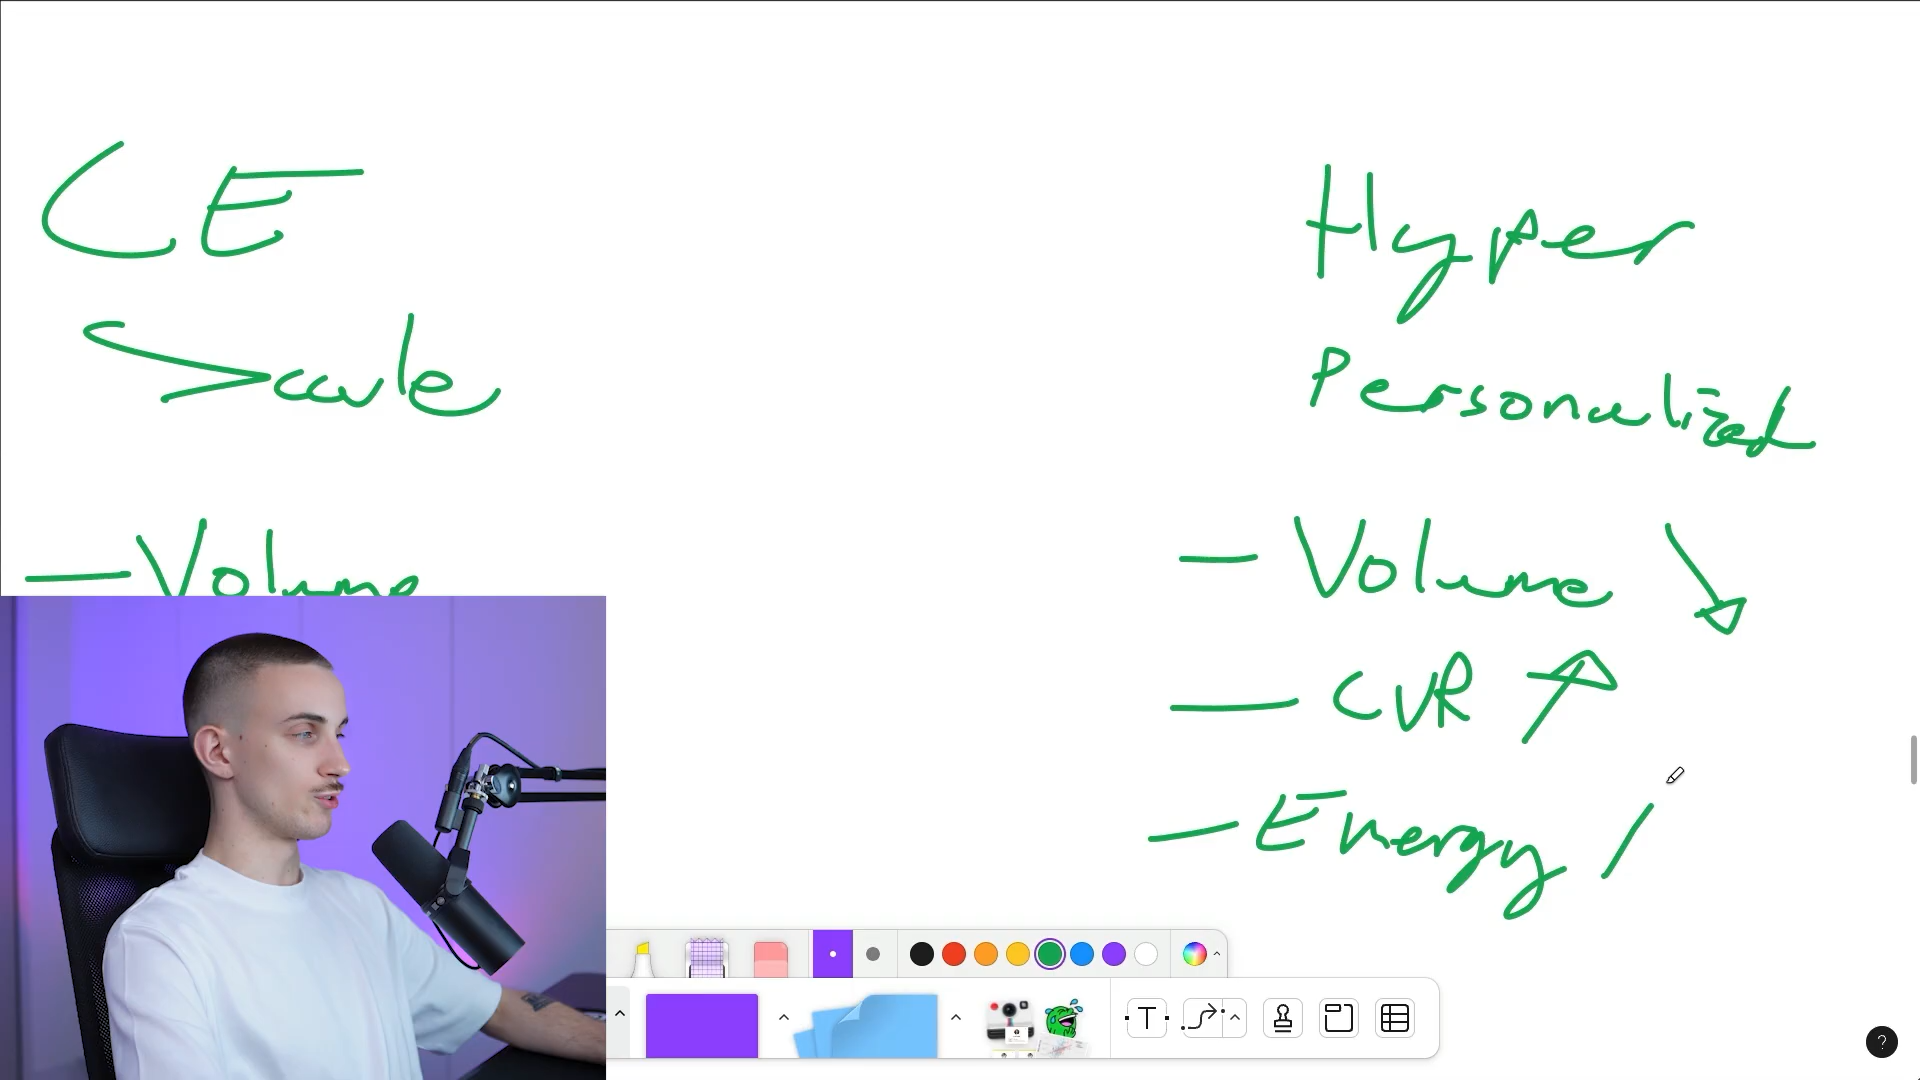 CE
Scale
- Volume
Hyper
Personalized
- Volume ↘
- CVR ↗
- Energy /
T
?